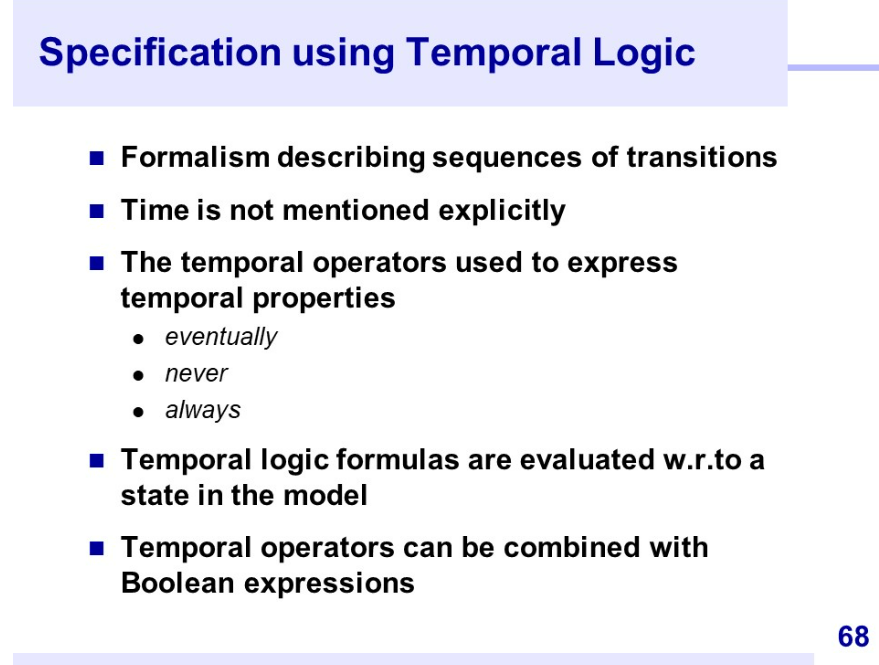 Specification using Temporal Logic
Formalism describing sequences of transitions
Time is not mentioned explicitly
The temporal operators used to express
temporal properties
eventually
never
always
Temporal logic formulas are evaluated w.r.to a
state in the model
Temporal operators can be combined with
Boolean expressions
68